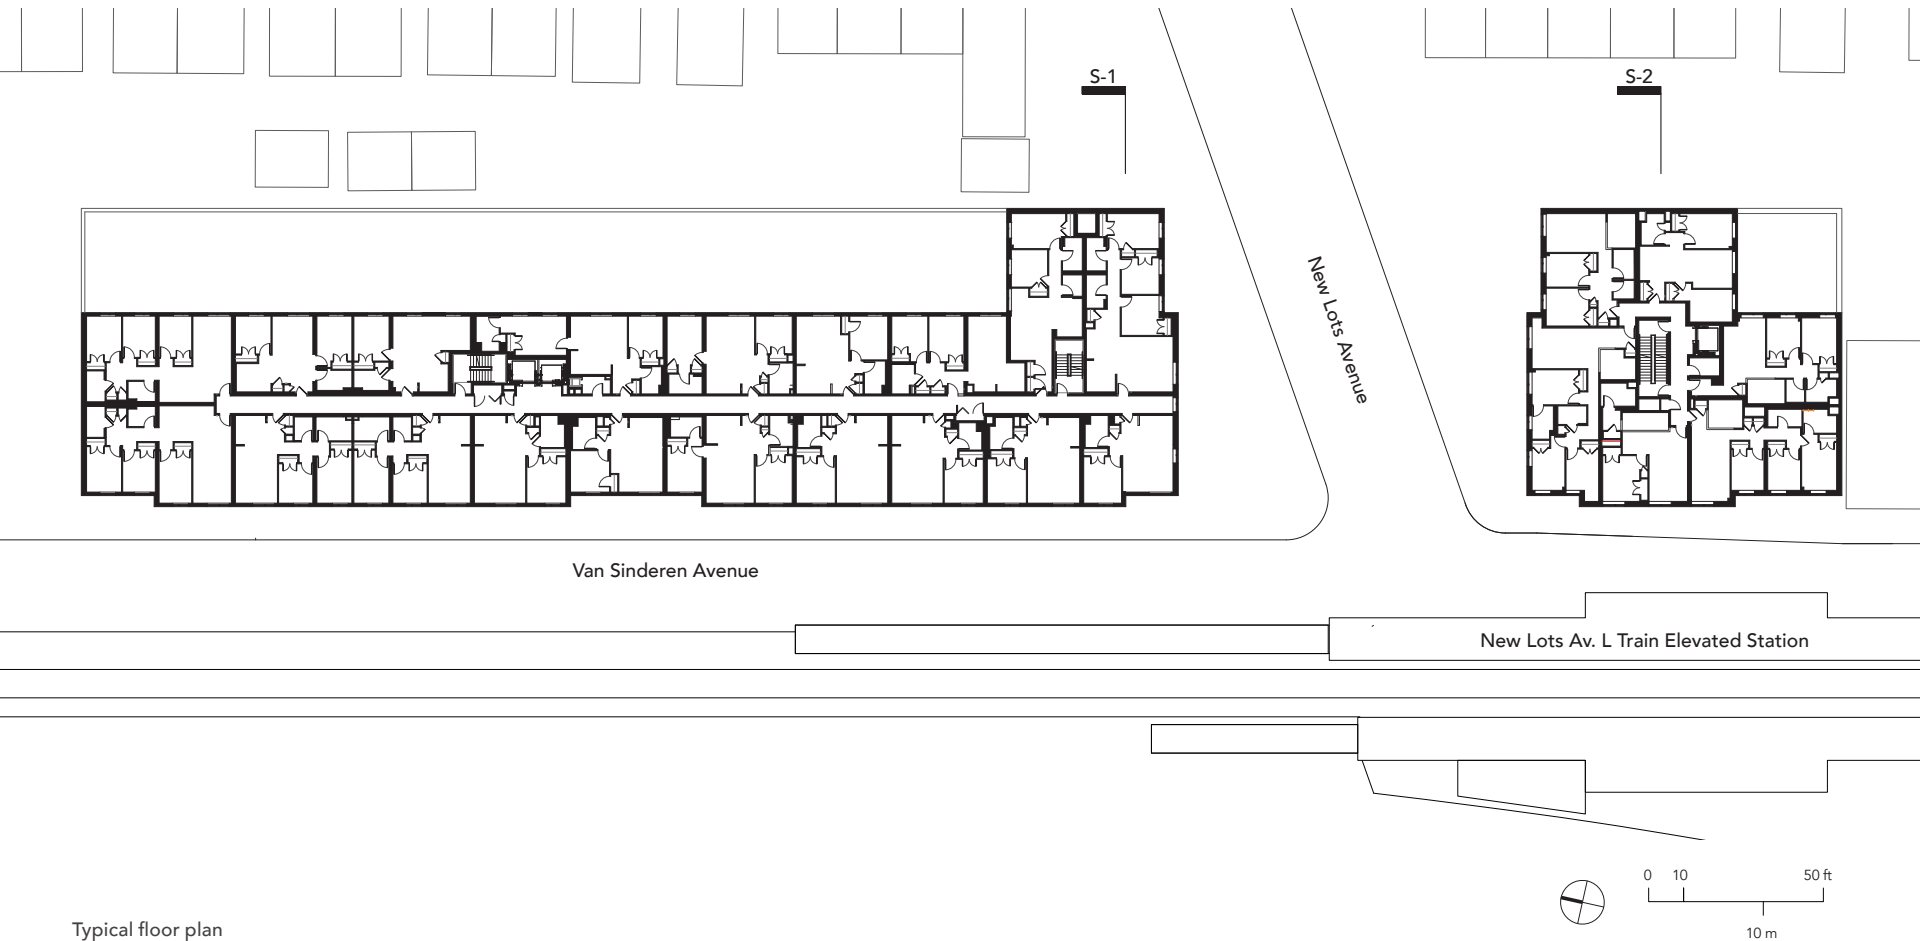 S-1
S-2
New Lots Avenue
Van Sinderen Avenue
New Lots Av. L Train Elevated Station
0 10 50 ft
10 m
Typical floor plan